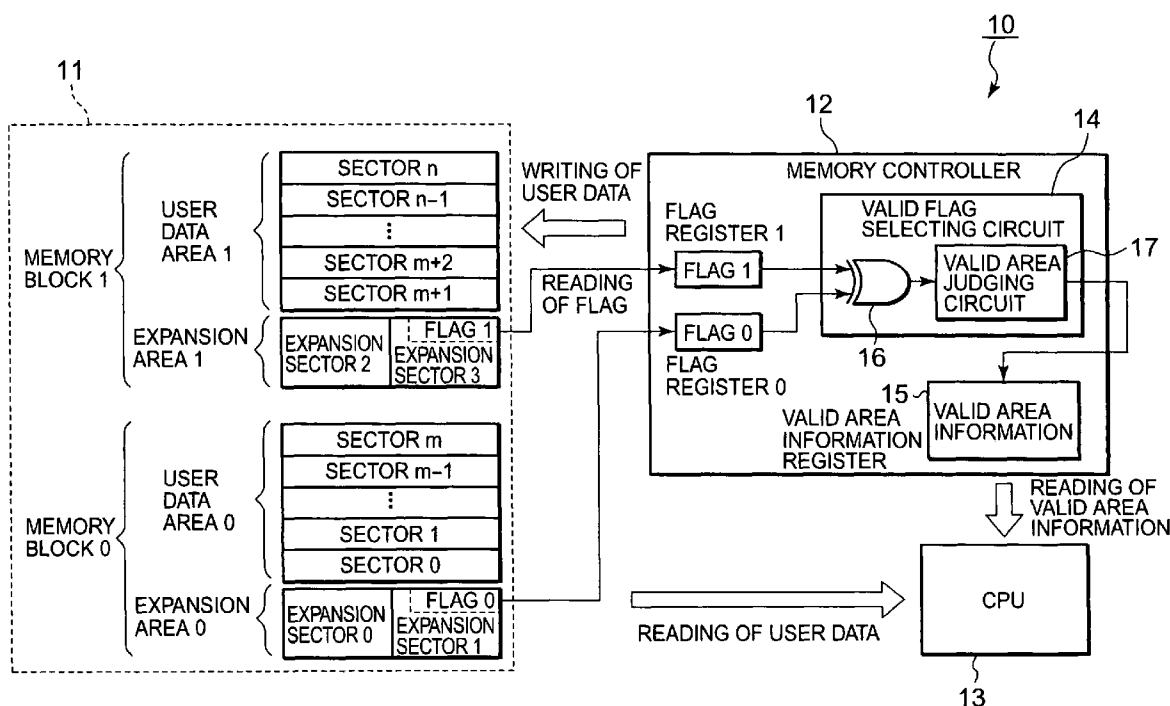 10
11
12
14
MEMORY CONTROLLER
VALID FLAG
SELECTING CIRCUIT
17
WRITING OF
USER DATA
FLAG
REGISTER 1
FLAG 1
VALID AREA
JUDGING
CIRCUIT
READING
OF FLAG
FLAG 0
16
FLAG
REGISTER 0
15
VALID AREA
INFORMATION
VALID AREA
INFORMATION
REGISTER
MEMORY
BLOCK 1
USER
DATA
AREA 1
SECTOR n
SECTOR n−1
⋮
SECTOR m+2
SECTOR m+1
EXPANSION
AREA 1
EXPANSION
SECTOR 2
FLAG 1
EXPANSION
SECTOR 3
MEMORY
BLOCK 0
USER
DATA
AREA 0
SECTOR m
SECTOR m−1
⋮
SECTOR 1
SECTOR 0
EXPANSION
AREA 0
EXPANSION
SECTOR 0
FLAG 0
EXPANSION
SECTOR 1
READING OF
VALID AREA
INFORMATION
READING OF USER DATA
CPU
13